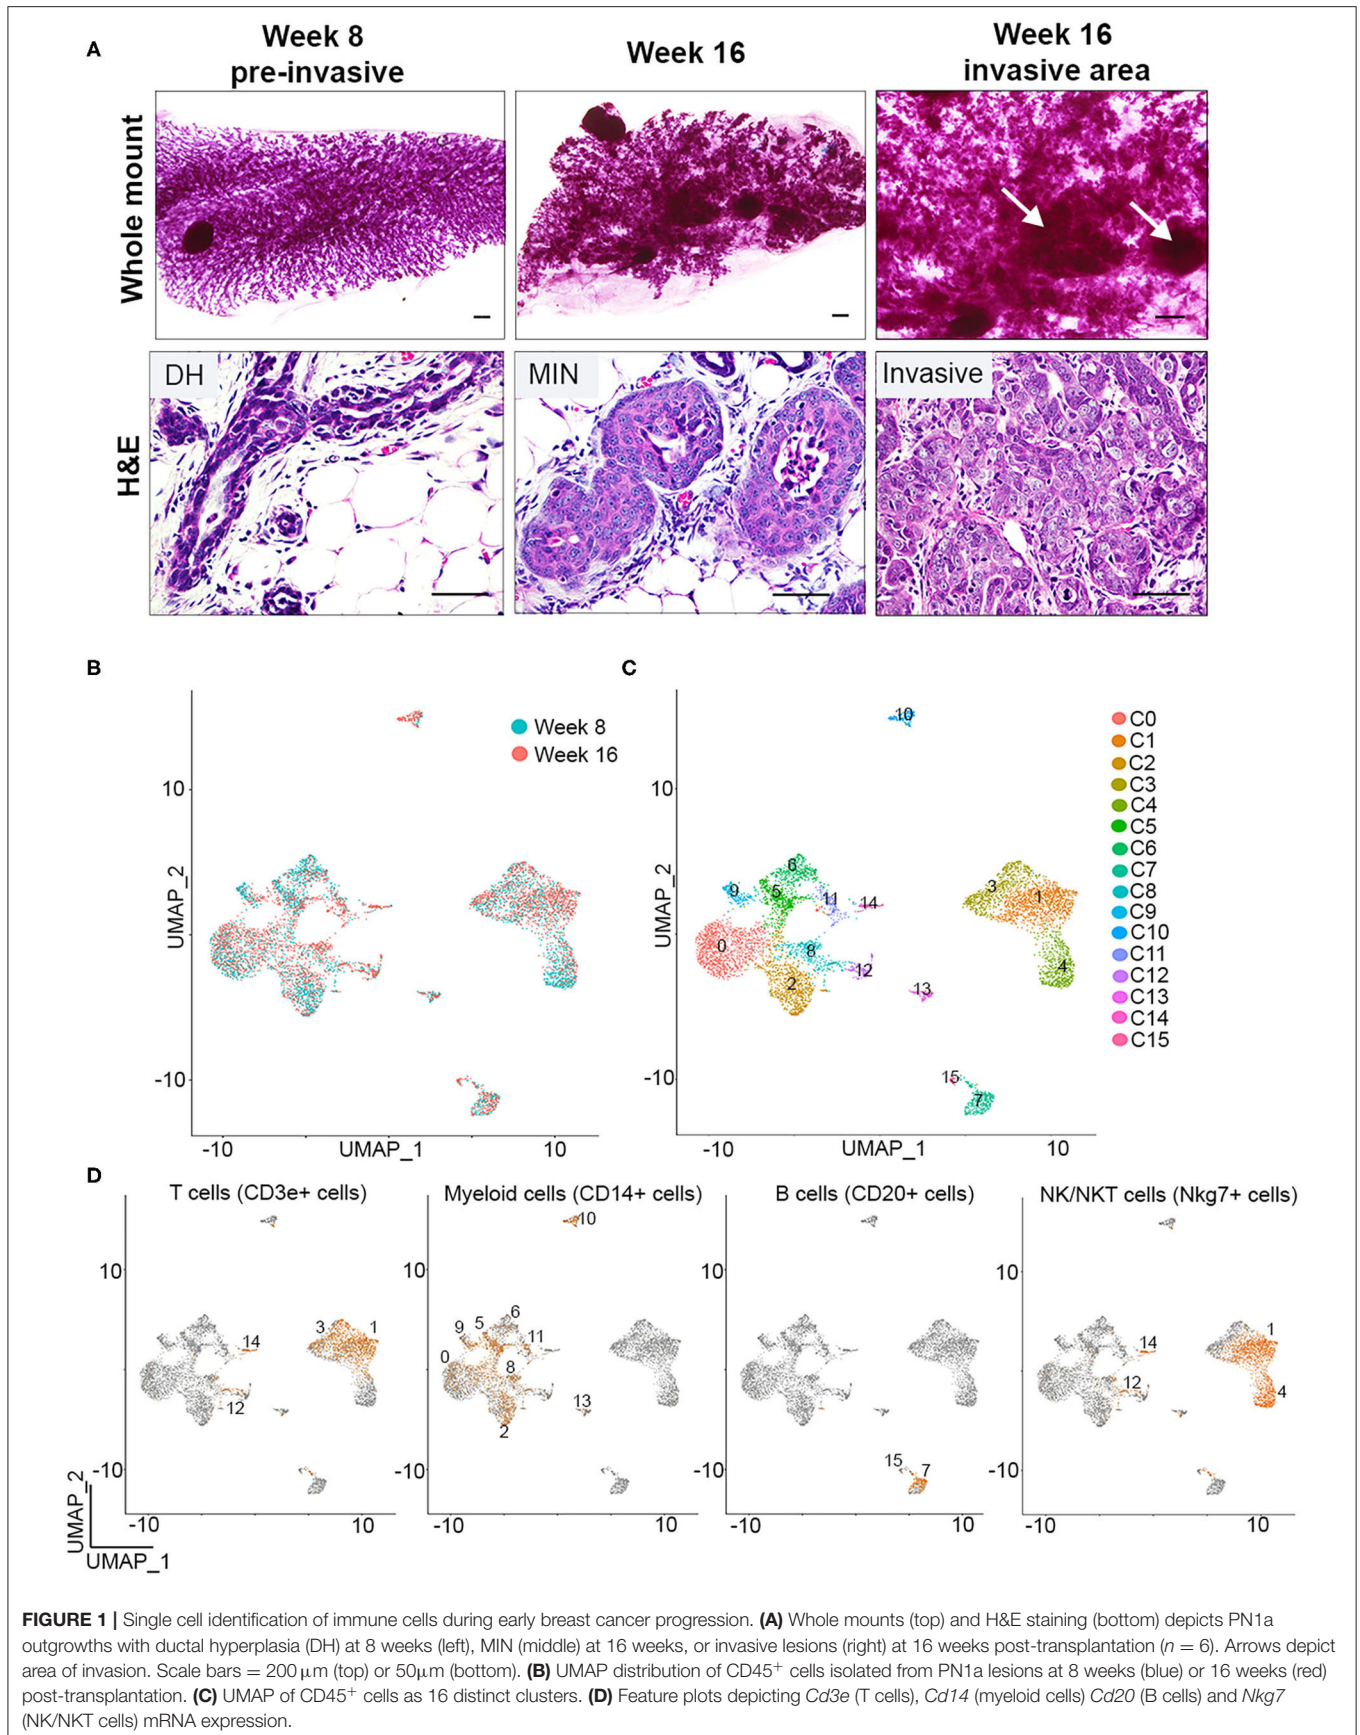 A
Week 8
pre-invasive
Week 16
Week 16
invasive area
Whole mount
H&E
DH
MIN
Invasive
B
Week 8
Week 16
10
-10
UMAP_2
-10
10
UMAP_1
C
10
-10
UMAP_2
-10
10
UMAP_1
10
6
9
5
11
14
0
8
12
2
13
3
1
4
15
7
C0
C1
C2
C3
C4
C5
C6
C7
C8
C9
C10
C11
C12
C13
C14
C15
D
T cells (CD3e+ cells)
10
-10
3
1
14
12
-10
10
UMAP_2
UMAP_1
Myeloid cells (CD14+ cells)
10
10
-10
6
9
5
11
0
8
13
2
-10
10
B cells (CD20+ cells)
10
-10
15
7
-10
10
NK/NKT cells (Nkg7+ cells)
10
-10
1
14
12
4
-10
10
FIGURE 1 | Single cell identification of immune cells during early breast cancer progression. (A) Whole mounts (top) and H&E staining (bottom) depicts PN1a
outgrowths with ductal hyperplasia (DH) at 8 weeks (left), MIN (middle) at 16 weeks, or invasive lesions (right) at 16 weeks post-transplantation (n = 6). Arrows depict
area of invasion. Scale bars = 200 μm (top) or 50μm (bottom). (B) UMAP distribution of CD45+ cells isolated from PN1a lesions at 8 weeks (blue) or 16 weeks (red)
post-transplantation. (C) UMAP of CD45+ cells as 16 distinct clusters. (D) Feature plots depicting Cd3e (T cells), Cd14 (myeloid cells) Cd20 (B cells) and Nkg7
(NK/NKT cells) mRNA expression.